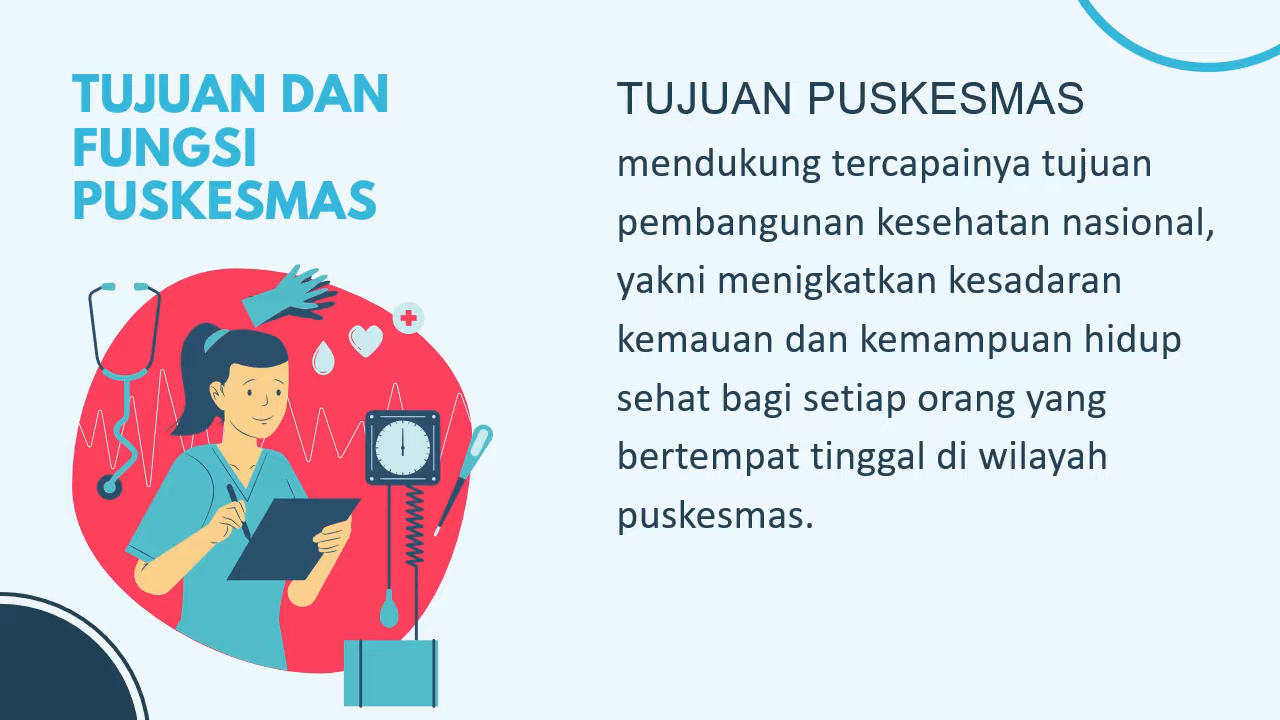 TUJUAN DAN
FUNGSI
PUSKESMAS
TUJUAN PUSKESMAS
mendukung tercapainya tujuan
pembangunan kesehatan nasional,
yakni menigkatkan kesadaran
kemauan dan kemampuan hidup
sehat bagi setiap orang yang
bertempat tinggal di wilayah
puskesmas.